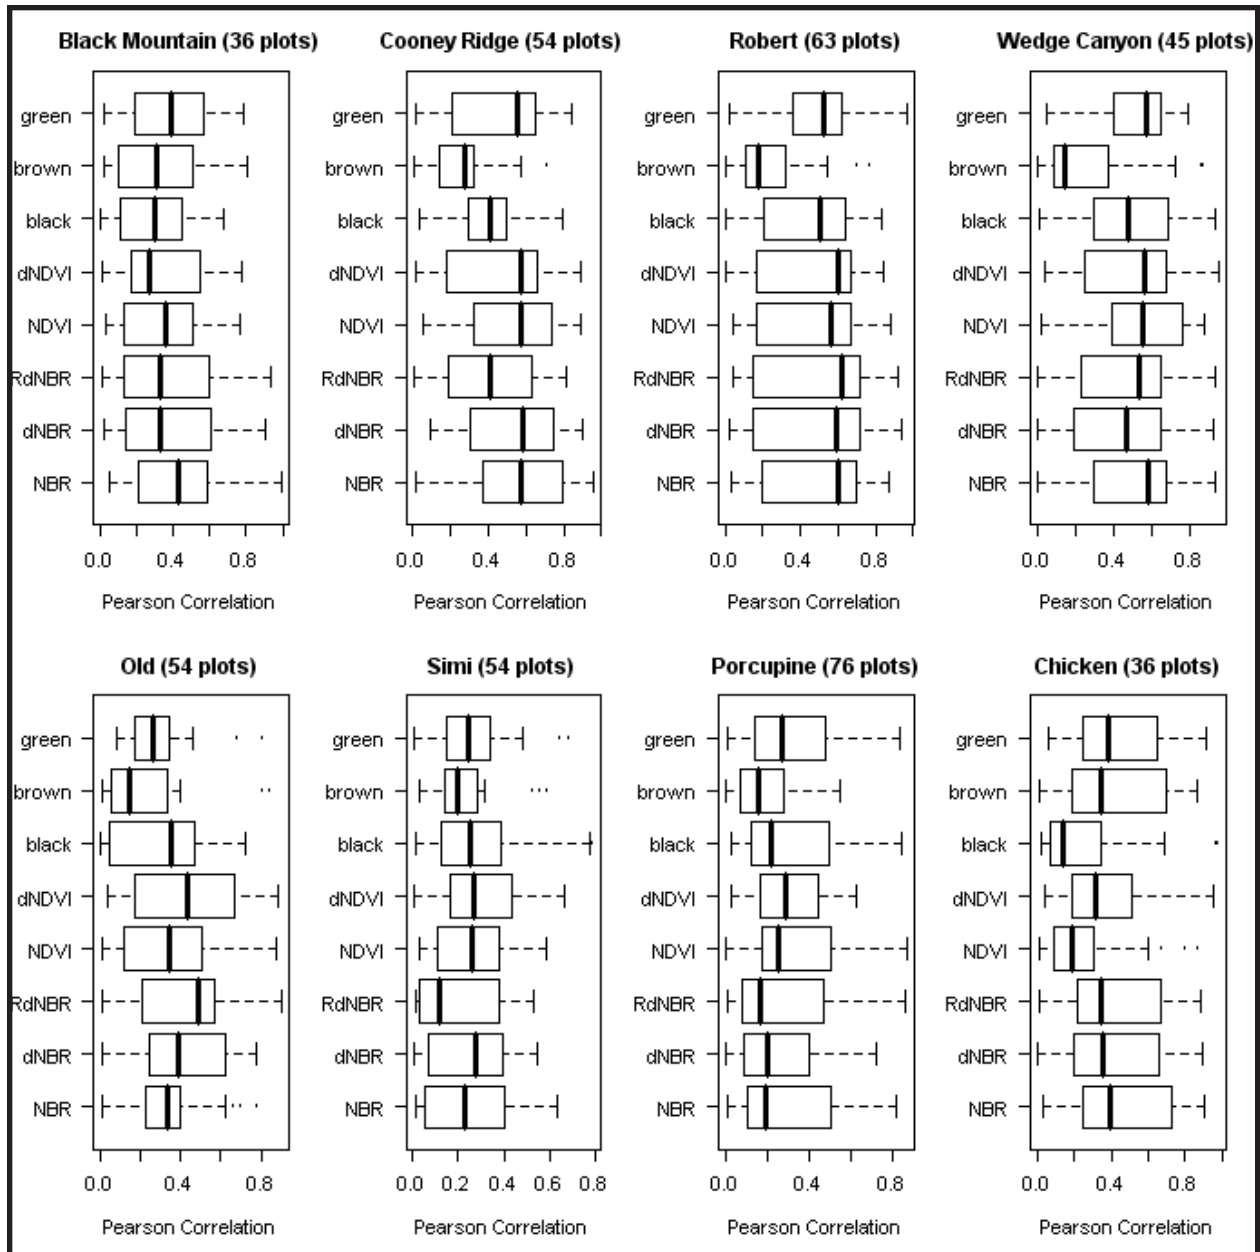 Black Mountain (36 plots)
green
brown
black
dNDVI
NDVI
RdNBR
dNBR
NBR
0.0 0.4 0.8
Pearson Correlation
Cooney Ridge (54 plots)
green
brown
black
dNDVI
NDVI
RdNBR
dNBR
NBR
0.0 0.4 0.8
Pearson Correlation
Robert (63 plots)
green
brown
black
dNDVI
NDVI
RdNBR
dNBR
NBR
0.0 0.4 0.8
Pearson Correlation
Wedge Canyon (45 plots)
green
brown
black
dNDVI
NDVI
RdNBR
dNBR
NBR
0.0 0.4 0.8
Pearson Correlation
Old (54 plots)
green
brown
black
dNDVI
NDVI
RdNBR
dNBR
NBR
0.0 0.4 0.8
Pearson Correlation
Simi (54 plots)
green
brown
black
dNDVI
NDVI
RdNBR
dNBR
NBR
0.0 0.2 0.4 0.6 0.8
Pearson Correlation
Porcupine (76 plots)
green
brown
black
dNDVI
NDVI
RdNBR
dNBR
NBR
0.0 0.4 0.8
Pearson Correlation
Chicken (36 plots)
green
brown
black
dNDVI
NDVI
RdNBR
dNBR
NBR
0.0 0.4 0.8
Pearson Correlation